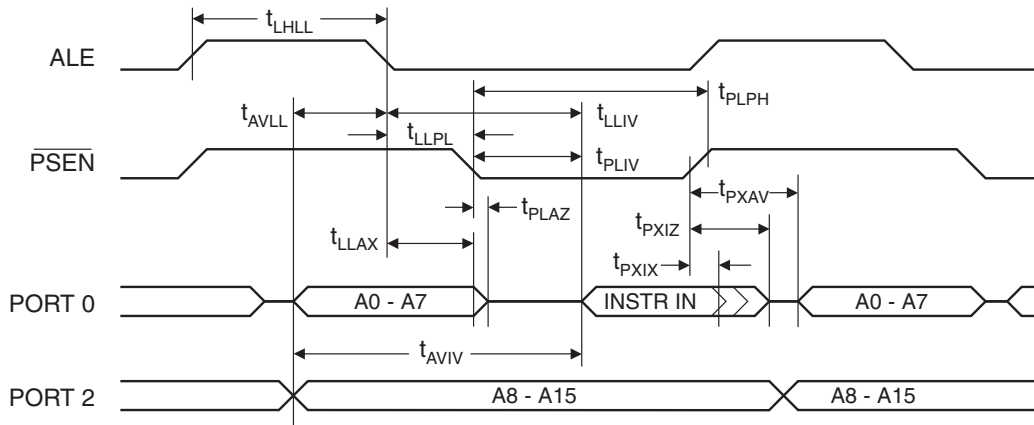 tLHLL
ALE
tPLPH
tAVLL
tLLIV
tLLPL
PSEN
tPLIV
tPXAV
tPLAZ
tPXIZ
tLLAX
tPXIX
PORT 0 A0 - A7 INSTR IN A0 - A7
tAVIV
PORT 2 A8 - A15 A8 - A15